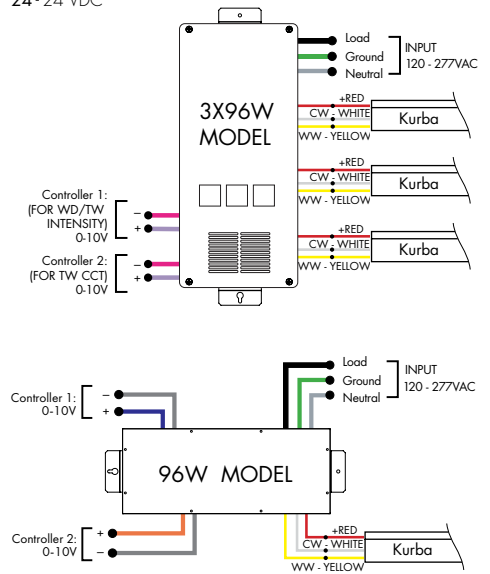 24 - 24 VDC
Load
Ground
Neutral
INPUT
120 - 277VAC
3X96W
MODEL
+RED
CW - WHITE
WW - YELLOW
Kurba
+RED
CW - WHITE
WW - YELLOW
Kurba
+RED
CW - WHITE
WW - YELLOW
Kurba
Controller 1:
(FOR WD/TW
INTENSITY)
0-10V
–
+
Controller 2:
(FOR TW CCT)
0-10V
–
+
Load
Ground
Neutral
INPUT
120 - 277VAC
Controller 1:
0-10V
–
+
96W MODEL
Controller 2:
0-10V
+
–
+RED
CW - WHITE
WW - YELLOW
Kurba